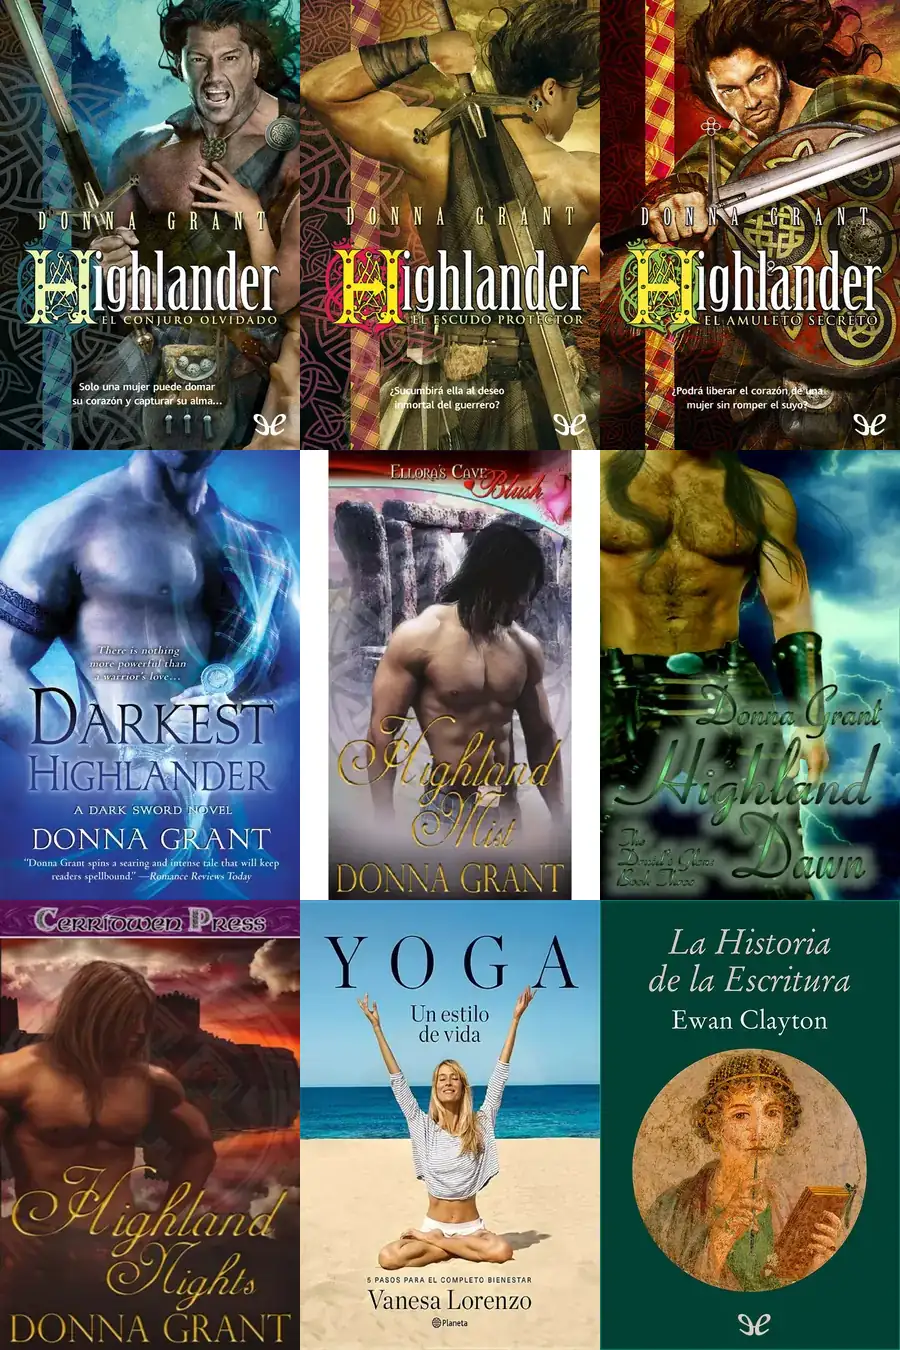 DONNA GRANT
Highlander
EL CONJURO OLVIDADO
Solo una mujer puede domar
su corazón y capturar su alma...
DONNA GRANT
Highlander
EL ESCUDO PROTECTOR
¿Sucumbirá ella al deseo
inmortal del guerrero?
DONNA GRANT
Highlander
EL AMULETO SECRETO
¿Podrá liberar el corazón de una
mujer sin romper el suyo?
There is nothing
more powerful than
a warrior's love...
DARKEST
HIGHLANDER
A DARK SWORD NOVEL
DONNA GRANT
"Donna Grant spins a searing and intense tale that will keep
readers spellbound." —Romance Reviews Today
ELLORA'S CAVE
Blush
Highland
Mist
DONNA GRANT
Donna Grant
Highland
Dawn
The
Druid's Glen
Book Three
Cerridwen Press
Highland
Nights
DONNA GRANT
YOGA
Un estilo
de vida
5 PASOS PARA EL COMPLETO BIENESTAR
Vanesa Lorenzo
Planeta
La Historia
de la Escritura
Ewan Clayton